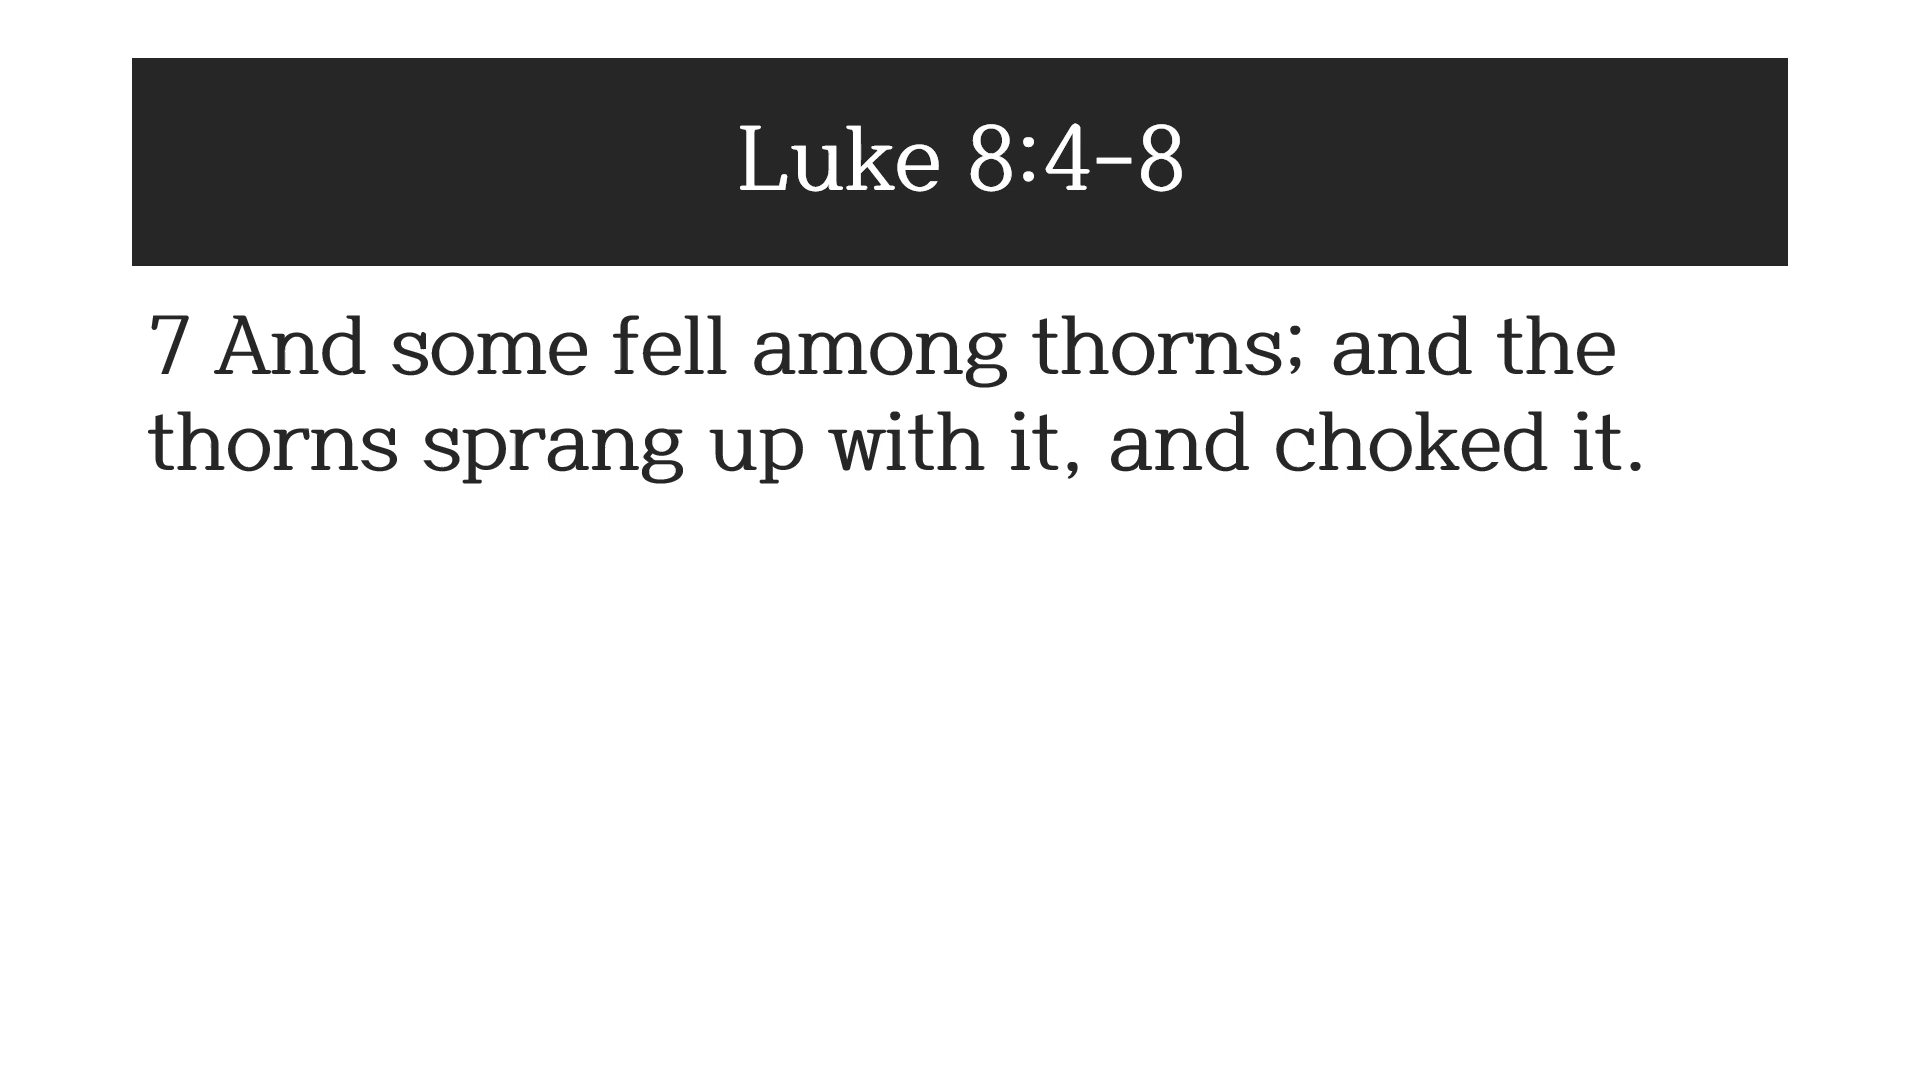 Luke 8:4–8
7 And some fell among thorns; and the
thorns sprang up with it, and choked it.